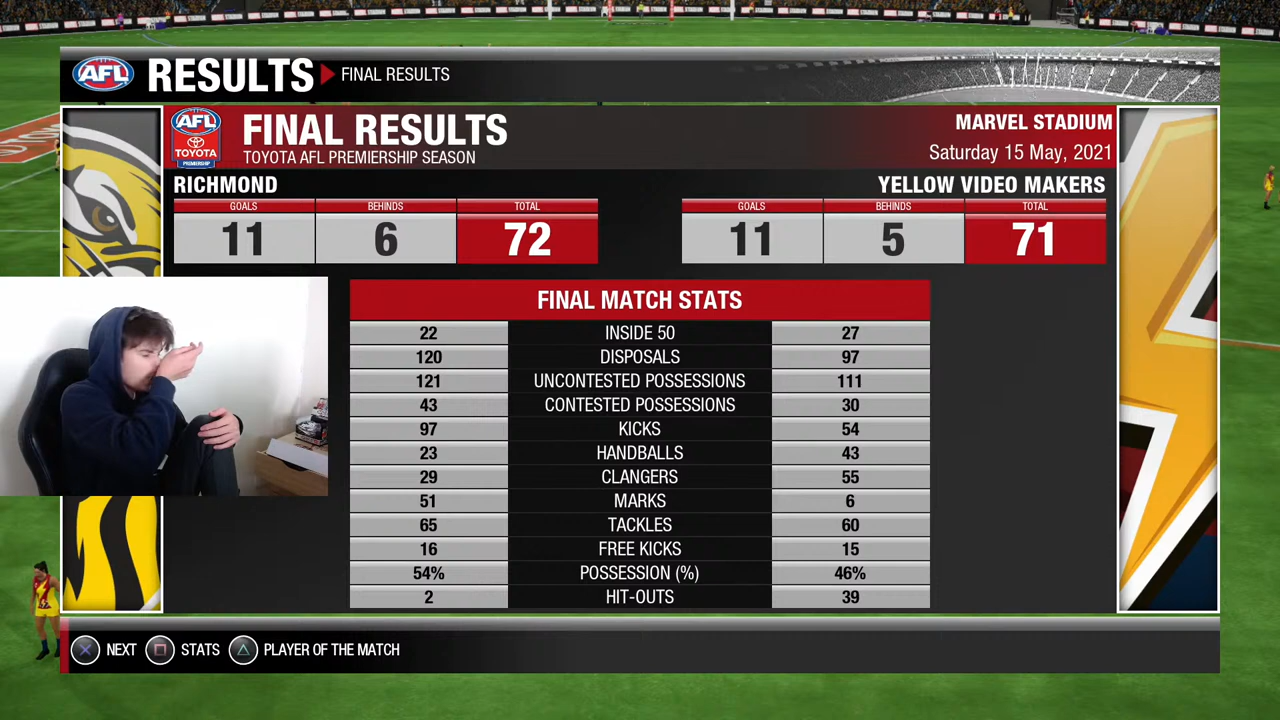 AFL RESULTS FINAL RESULTS
AFL
TOYOTA
PREMIERSHIP
FINAL RESULTS
TOYOTA AFL PREMIERSHIP SEASON
MARVEL STADIUM
Saturday 15 May, 2021
RICHMOND
YELLOW VIDEO MAKERS
GOALS BEHINDS TOTAL GOALS BEHINDS TOTAL
11 6 72 11 5 71
FINAL MATCH STATS
22 INSIDE 50 27
120 DISPOSALS 97
121 UNCONTESTED POSSESSIONS 111
43 CONTESTED POSSESSIONS 30
97 KICKS 54
23 HANDBALLS 43
29 CLANGERS 55
51 MARKS 6
65 TACKLES 60
16 FREE KICKS 15
54% POSSESSION (%) 46%
2 HIT-OUTS 39
NEXT STATS PLAYER OF THE MATCH